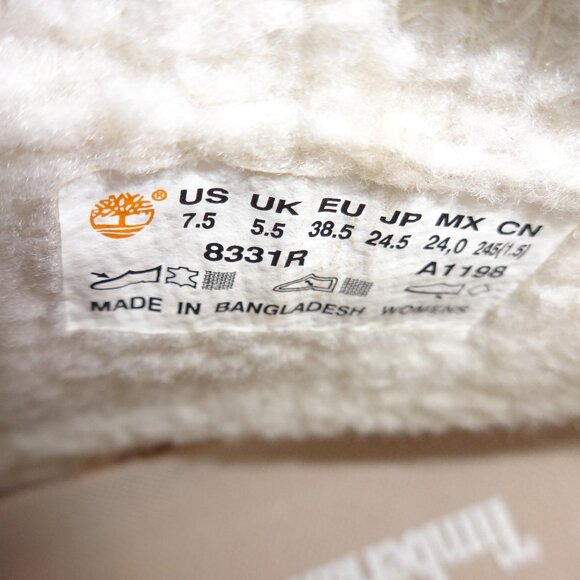 US UK EU JP MX CN
7.5 5.5 38.5 24.5 24,0 245(1.5)
8331R A1198
MADE IN BANGLADESH WOMENS
Timberlan